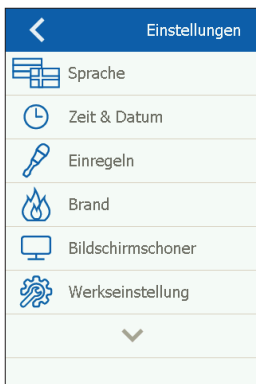 Einstellungen
Sprache
Zeit & Datum
Einregeln
Brand
Bildschirmschoner
Werkseinstellung